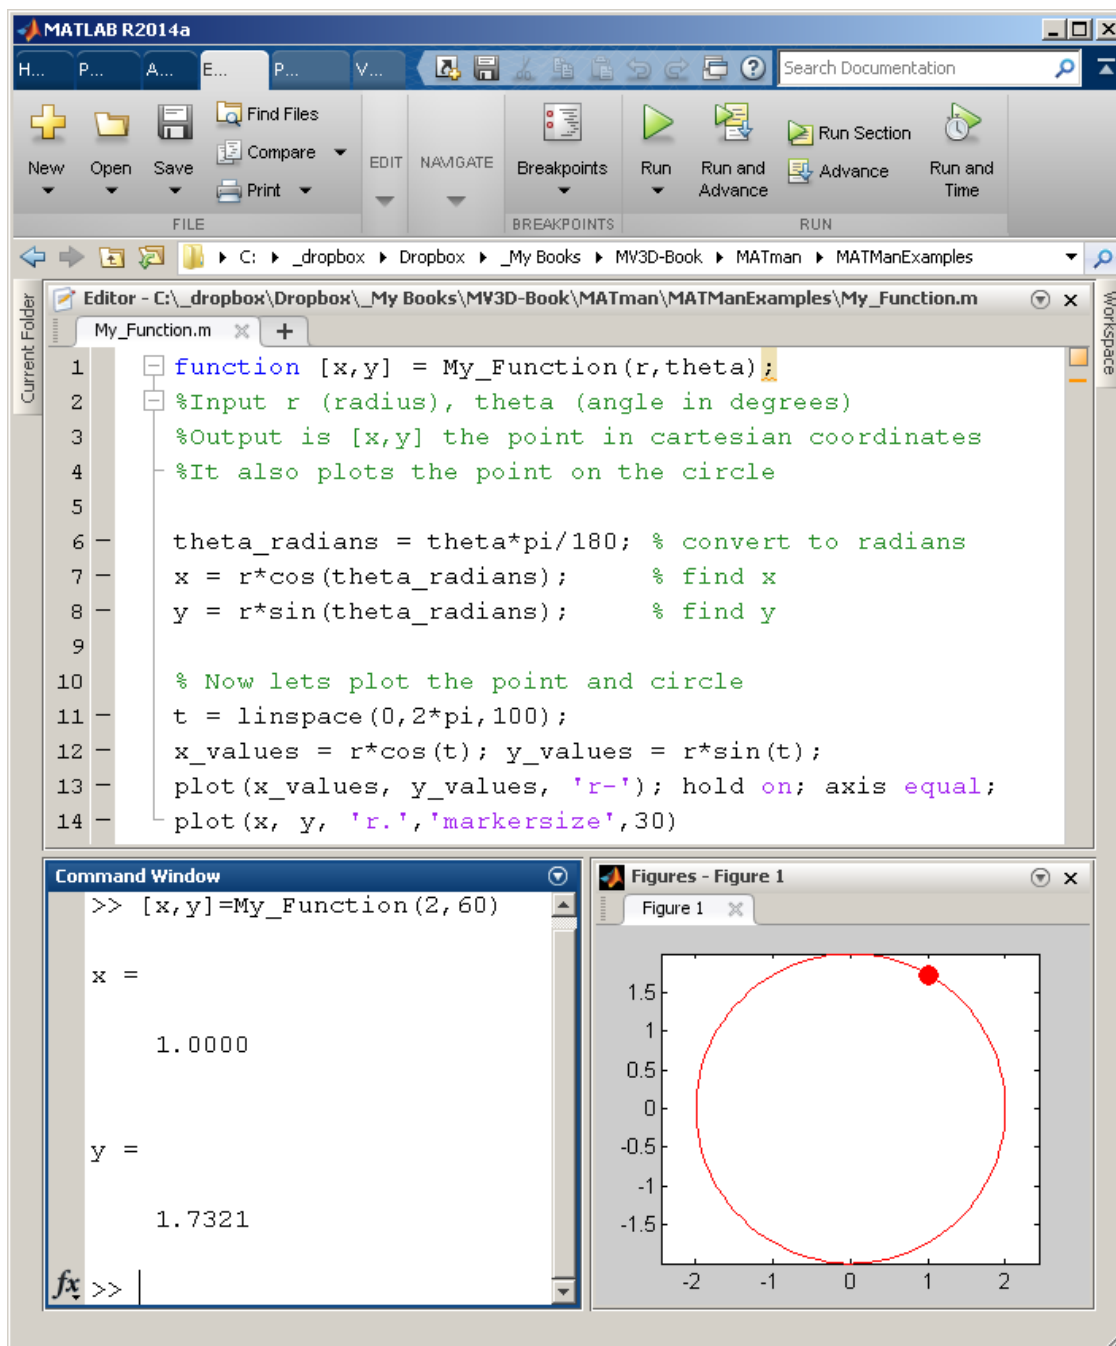 MATLAB R2014a
H... P... A... E... P... V... Search Documentation
New Open Save Find Files Compare Print EDIT NAVIGATE Breakpoints Run Run and Advance Run Section Advance Run and Time
FILE BREAKPOINTS RUN
C: _dropbox Dropbox _My Books MV3D-Book MATman MATManExamples
Current Folder
Workspace
Editor - C:\_dropbox\Dropbox\_My Books\MV3D-Book\MATman\MATManExamples\My_Function.m
My_Function.m
1 function [x,y] = My_Function(r,theta);
2 %Input r (radius), theta (angle in degrees)
3 %Output is [x,y] the point in cartesian coordinates
4 %It also plots the point on the circle
5
6 theta_radians = theta*pi/180; % convert to radians
7 x = r*cos(theta_radians); % find x
8 y = r*sin(theta_radians); % find y
9
10 % Now lets plot the point and circle
11 t = linspace(0,2*pi,100);
12 x_values = r*cos(t); y_values = r*sin(t);
13 plot(x_values, y_values, 'r-'); hold on; axis equal;
14 plot(x, y, 'r.','markersize',30)
Command Window
>> [x,y]=My_Function(2,60)
x =
1.0000
y =
1.7321
fx >>
Figures - Figure 1
Figure 1
1.5
1
0.5
0
-0.5
-1
-1.5
-2 -1 0 1 2